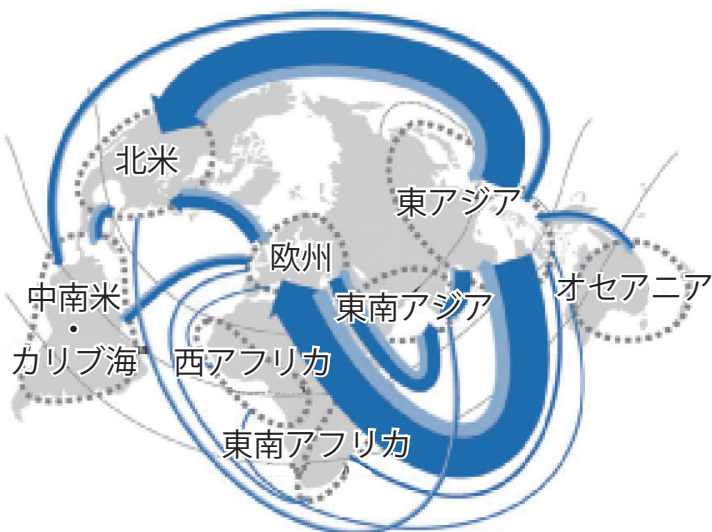 北米
東アジア
欧州
中南米
・
カリブ海
東南アジア
オセアニア
西アフリカ
東南アフリカ